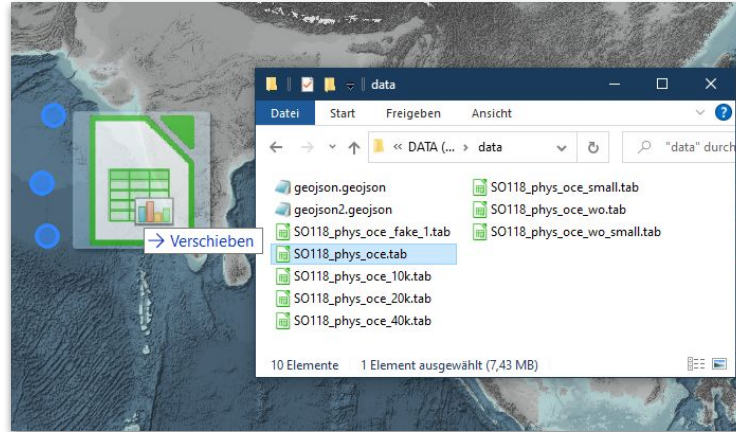 data
Datei Start Freigeben Ansicht
« DATA (... > data "data" durch
geojson.geojson
geojson2.geojson
SO118_phys_oce _fake_1.tab
SO118_phys_oce.tab
SO118_phys_oce_10k.tab
SO118_phys_oce_20k.tab
SO118_phys_oce_40k.tab
SO118_phys_oce_small.tab
SO118_phys_oce_wo.tab
SO118_phys_oce_wo_small.tab
→ Verschieben
10 Elemente 1 Element ausgewählt (7,43 MB)